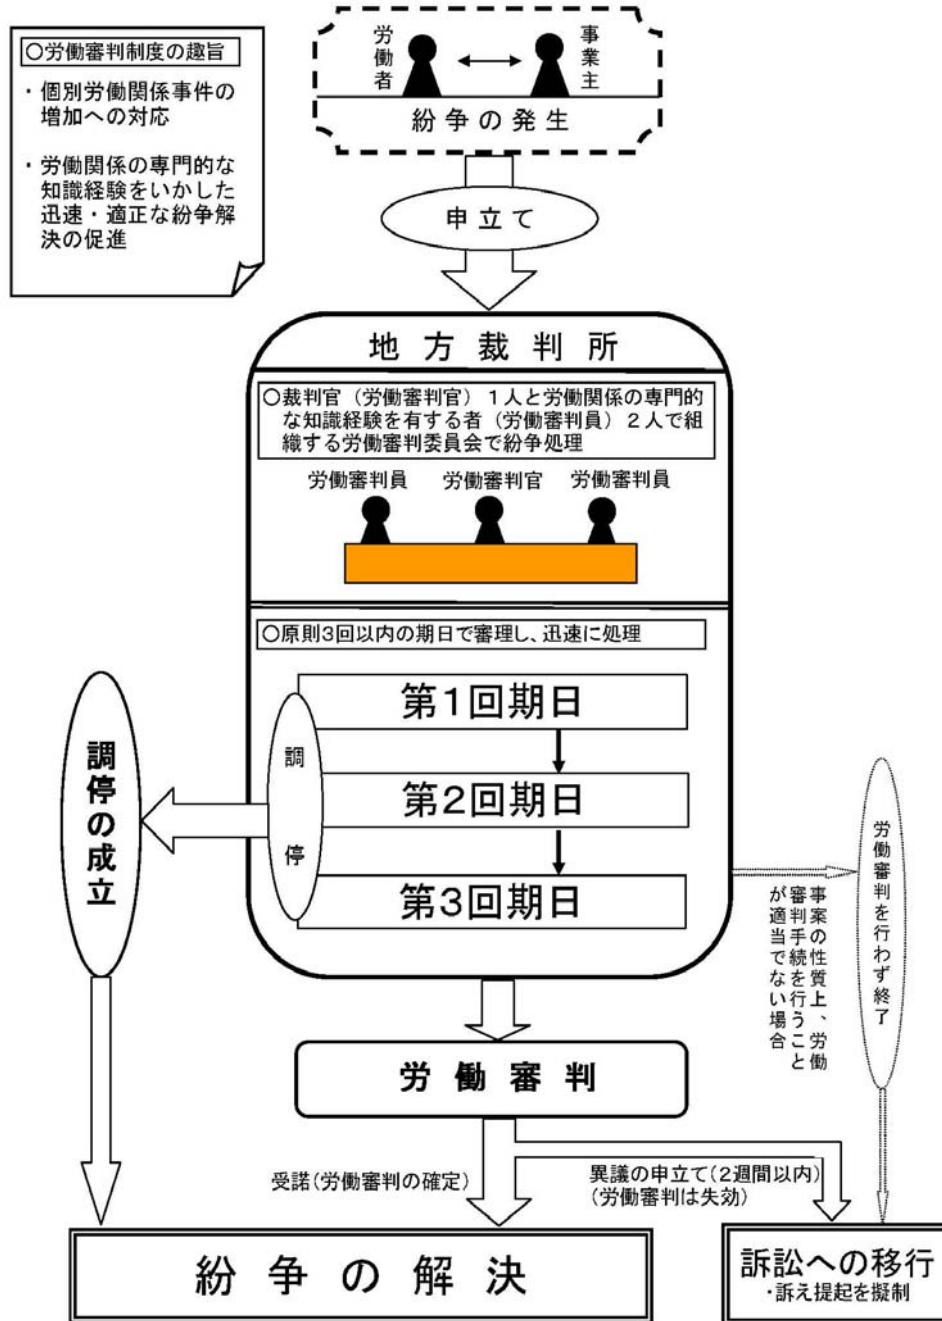 〇労働審判制度の趣旨
・個別労働関係事件の
増加への対応
・労働関係の専門的な
知識経験をいかした
迅速・適正な紛争解
決の促進
労働者
事業主
紛争の発生
申立て
地方裁判所
〇裁判官（労働審判官）1人と労働関係の専門的
な知識経験を有する者（労働審判員）2人で組
織する労働審判委員会で紛争処理
労働審判員
労働審判官
労働審判員
〇原則3回以内の期日で審理し、迅速に処理
第1回期日
第2回期日
第3回期日
調停
調停の成立
事案の性質上、労働
審判手続を行うこと
が適当でない場合
労働審判を行わず終了
労働審判
受諾(労働審判の確定)
異議の申立て(2週間以内)
(労働審判は失効)
紛争の解決
訴訟への移行
・訴え提起を擬制